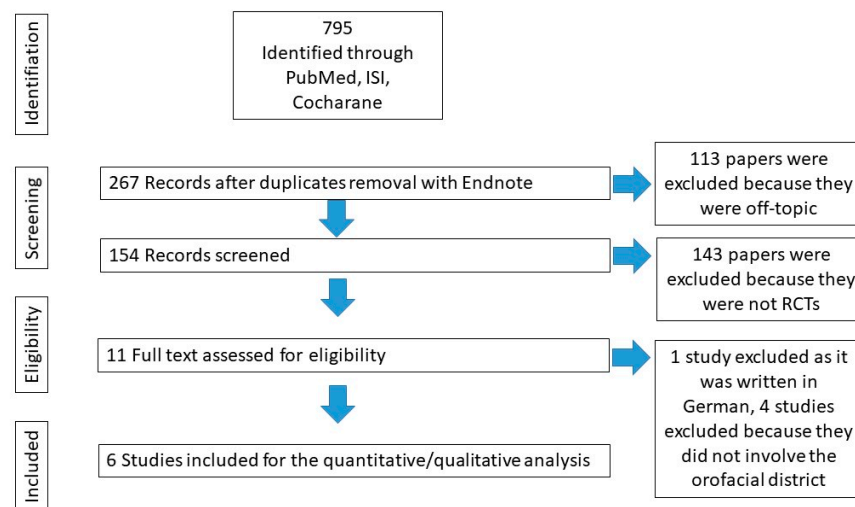 Identifiation
795
Identified through
PubMed, ISI,
Cocharane
Screening
267 Records after duplicates removal with Endnote
113 papers were
excluded because they
were off-topic
154 Records screened
143 papers were
excluded because they
were not RCTs
Eligibility
11 Full text assessed for eligibility
1 study excluded as it
was written in
German, 4 studies
excluded because they
did not involve the
orofacial district
Included
6 Studies included for the quantitative/qualitative analysis